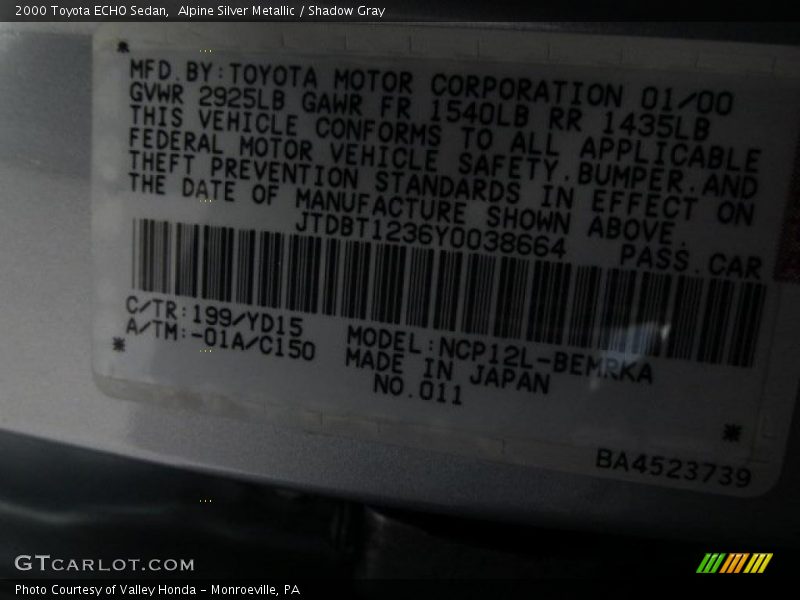 2000 Toyota ECHO Sedan,  Alpine Silver Metallic / Shadow Gray
MFD.BY:TOYOTA MOTOR CORPORATION 01/00
GVWR 2925LB GAWR FR 1540LB RR 1435LB
THIS VEHICLE CONFORMS TO ALL APPLICABLE
FEDERAL MOTOR VEHICLE SAFETY.BUMPER.AND
THEFT PREVENTION STANDARDS IN EFFECT ON
THE DATE OF MANUFACTURE SHOWN ABOVE.
JTDBT1236Y0038664 PASS.CAR
C/TR:199/YD15
A/TM:-01A/C150
MODEL:NCP12L-BEMRKA
MADE IN JAPAN
NO.011
BA4523739
GTCARLOT.COM
Photo Courtesy of Valley Honda - Monroeville, PA